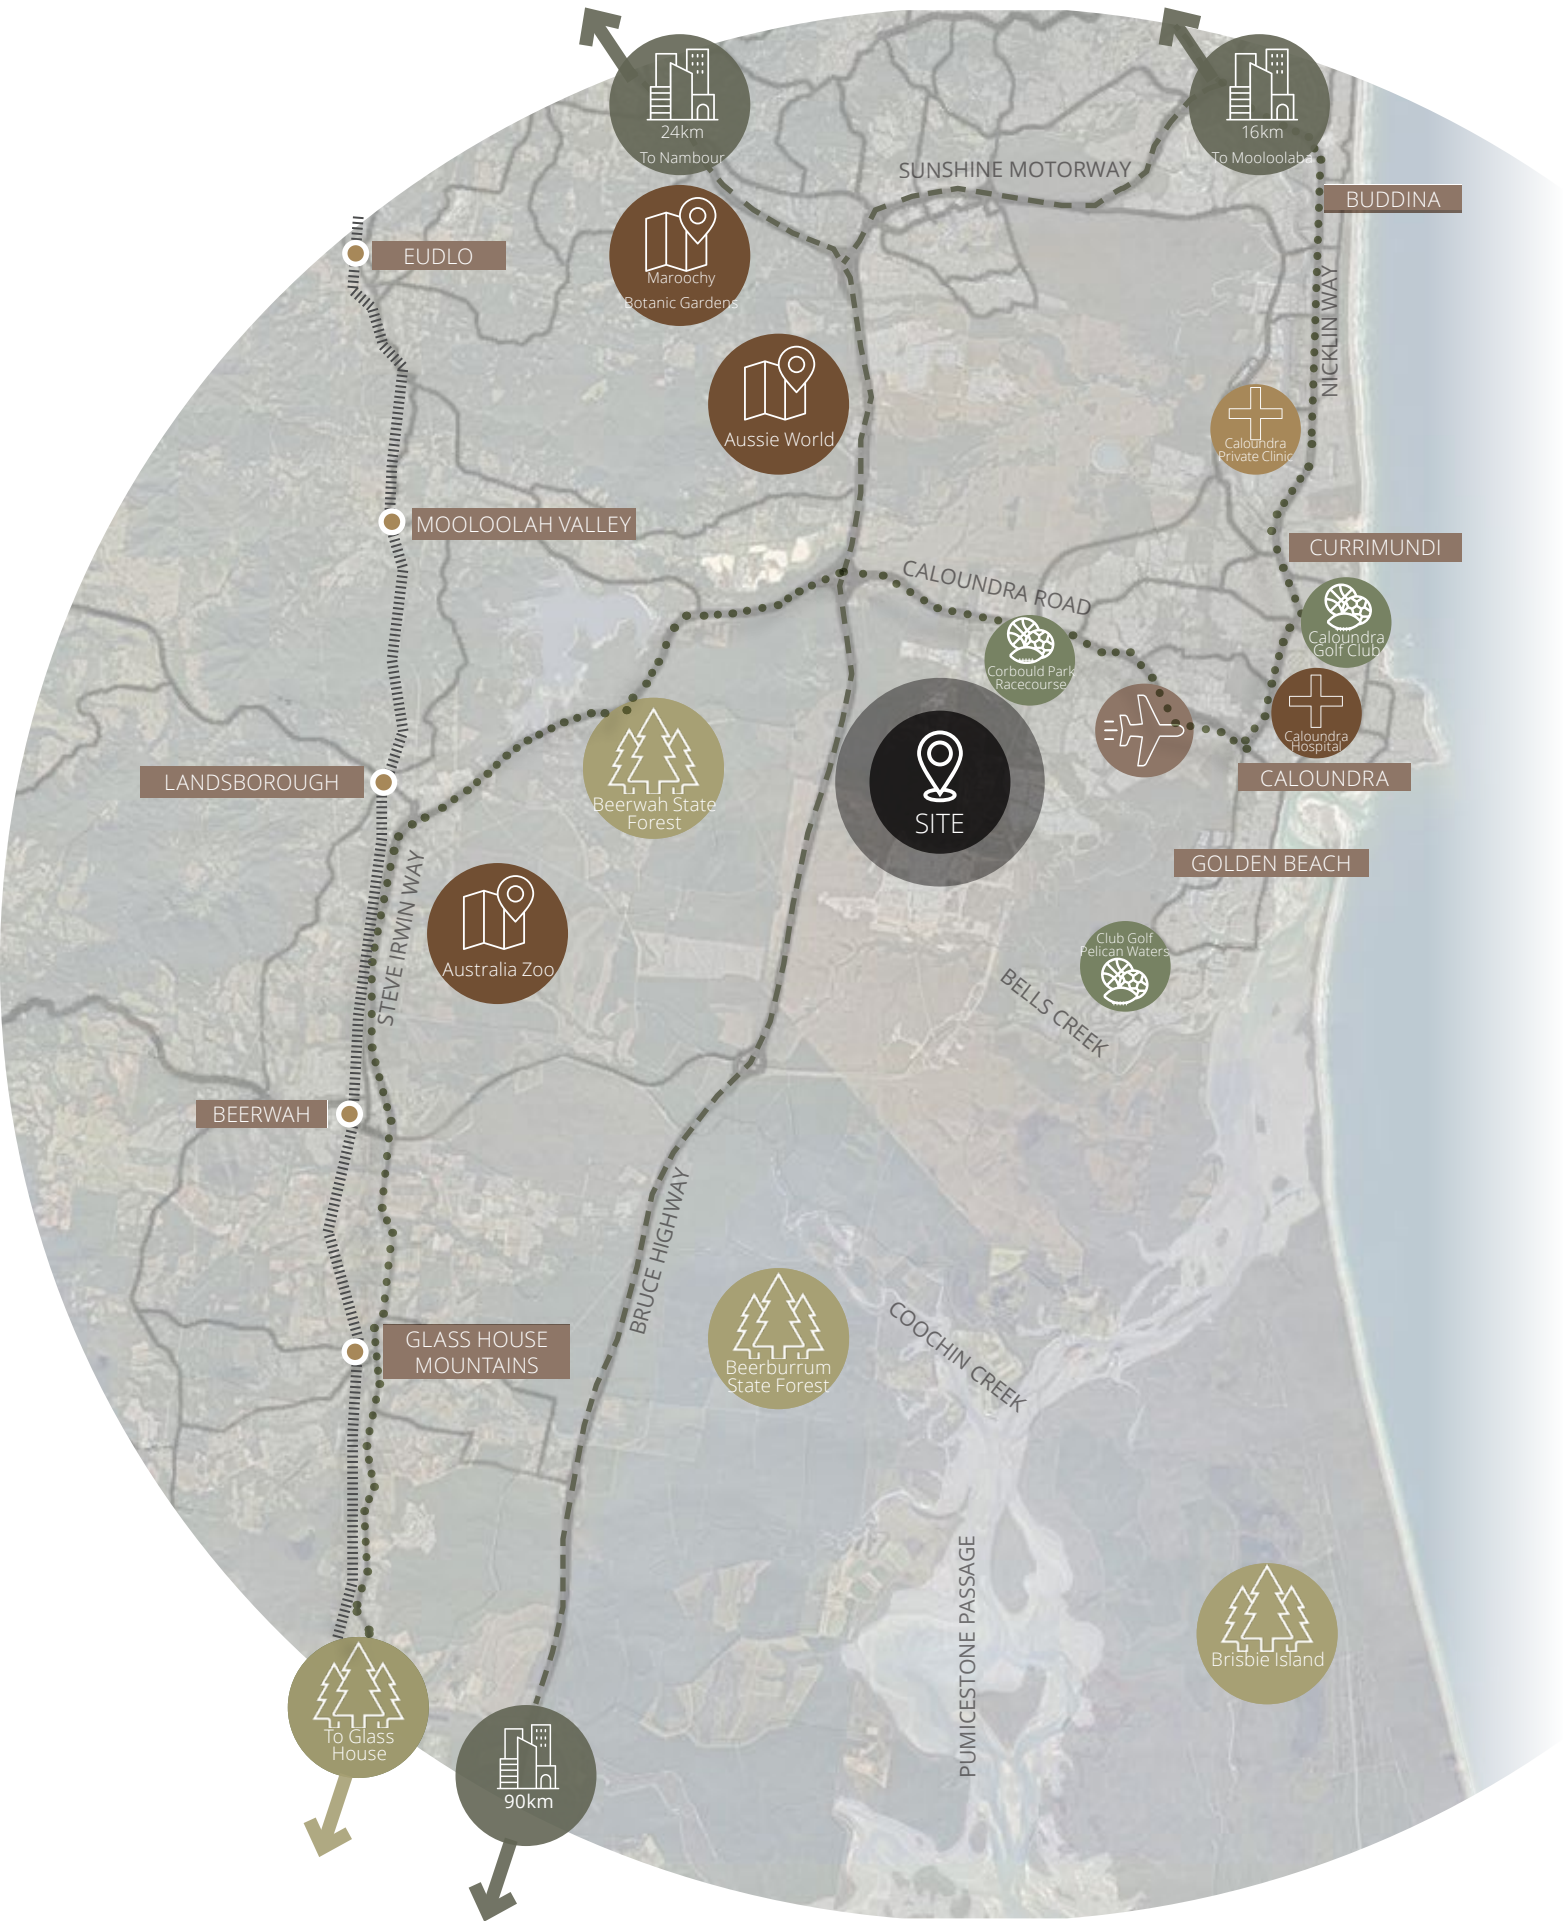 24km
To Nambour
16km
To Mooloolaba
SUNSHINE MOTORWAY
BUDDINA
EUDLO
Maroochy
Botanic Gardens
NICKLIN WAY
Aussie World
Caloundra
Private Clinic
MOOLOOLAH VALLEY
CURRIMUNDI
CALOUNDRA ROAD
Caloundra
Golf Club
Corbould Park
Racecourse
Caloundra
Hospital
LANDSBOROUGH
CALOUNDRA
Beerwah State
Forest
SITE
GOLDEN BEACH
STEVE IRWIN WAY
Australia Zoo
Club Golf
Pelican Waters
BELLS CREEK
BEERWAH
BRUCE HIGHWAY
GLASS HOUSE
MOUNTAINS
Beerburrum
State Forest
COOCHIN CREEK
PUMICESTONE PASSAGE
Brisbie Island
To Glass
House
90km